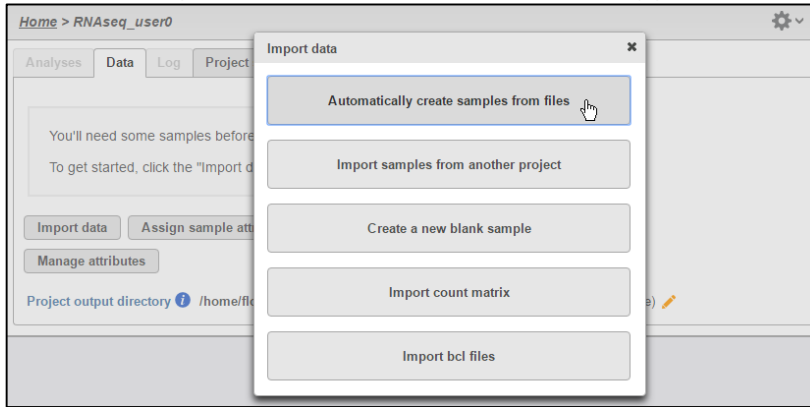 Home > RNAseq_user0
Analyses Data Log Project
You'll need some samples before
To get started, click the "Import d
Import data Assign sample att
Manage attributes
Project output directory /home/flo e)
Import data
Automatically create samples from files
Import samples from another project
Create a new blank sample
Import count matrix
Import bcl files